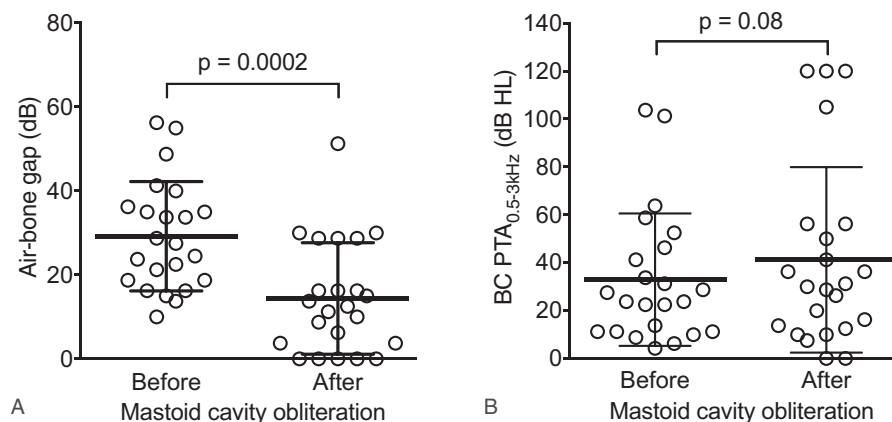 80
60
40
20
0
Air-bone gap (dB)
p = 0.0002
Before
After
Mastoid cavity obliteration
A
140
120
100
80
60
40
20
0
BC PTA0.5-3kHz (dB HL)
p = 0.08
Before
After
Mastoid cavity obliteration
B